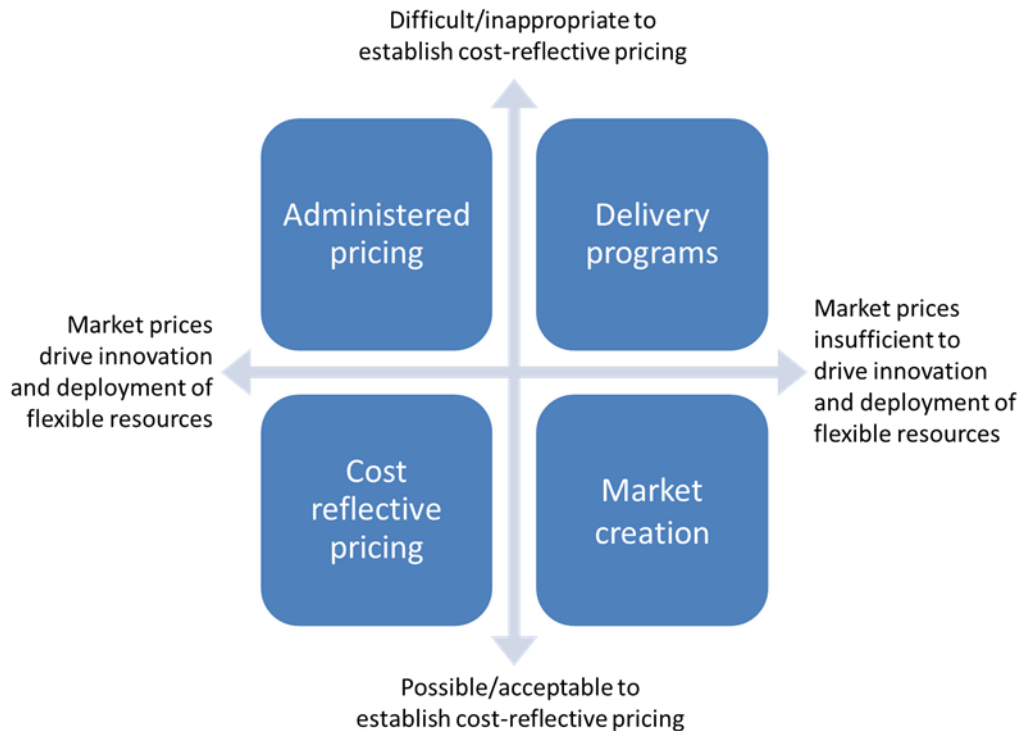 Difficult/inappropriate to
establish cost-reflective pricing
Administered
pricing
Delivery
programs
Market prices
drive innovation
and deployment of
flexible resources
Market prices
insufficient to
drive innovation
and deployment of
flexible resources
Cost
reflective
pricing
Market
creation
Possible/acceptable to
establish cost-reflective pricing